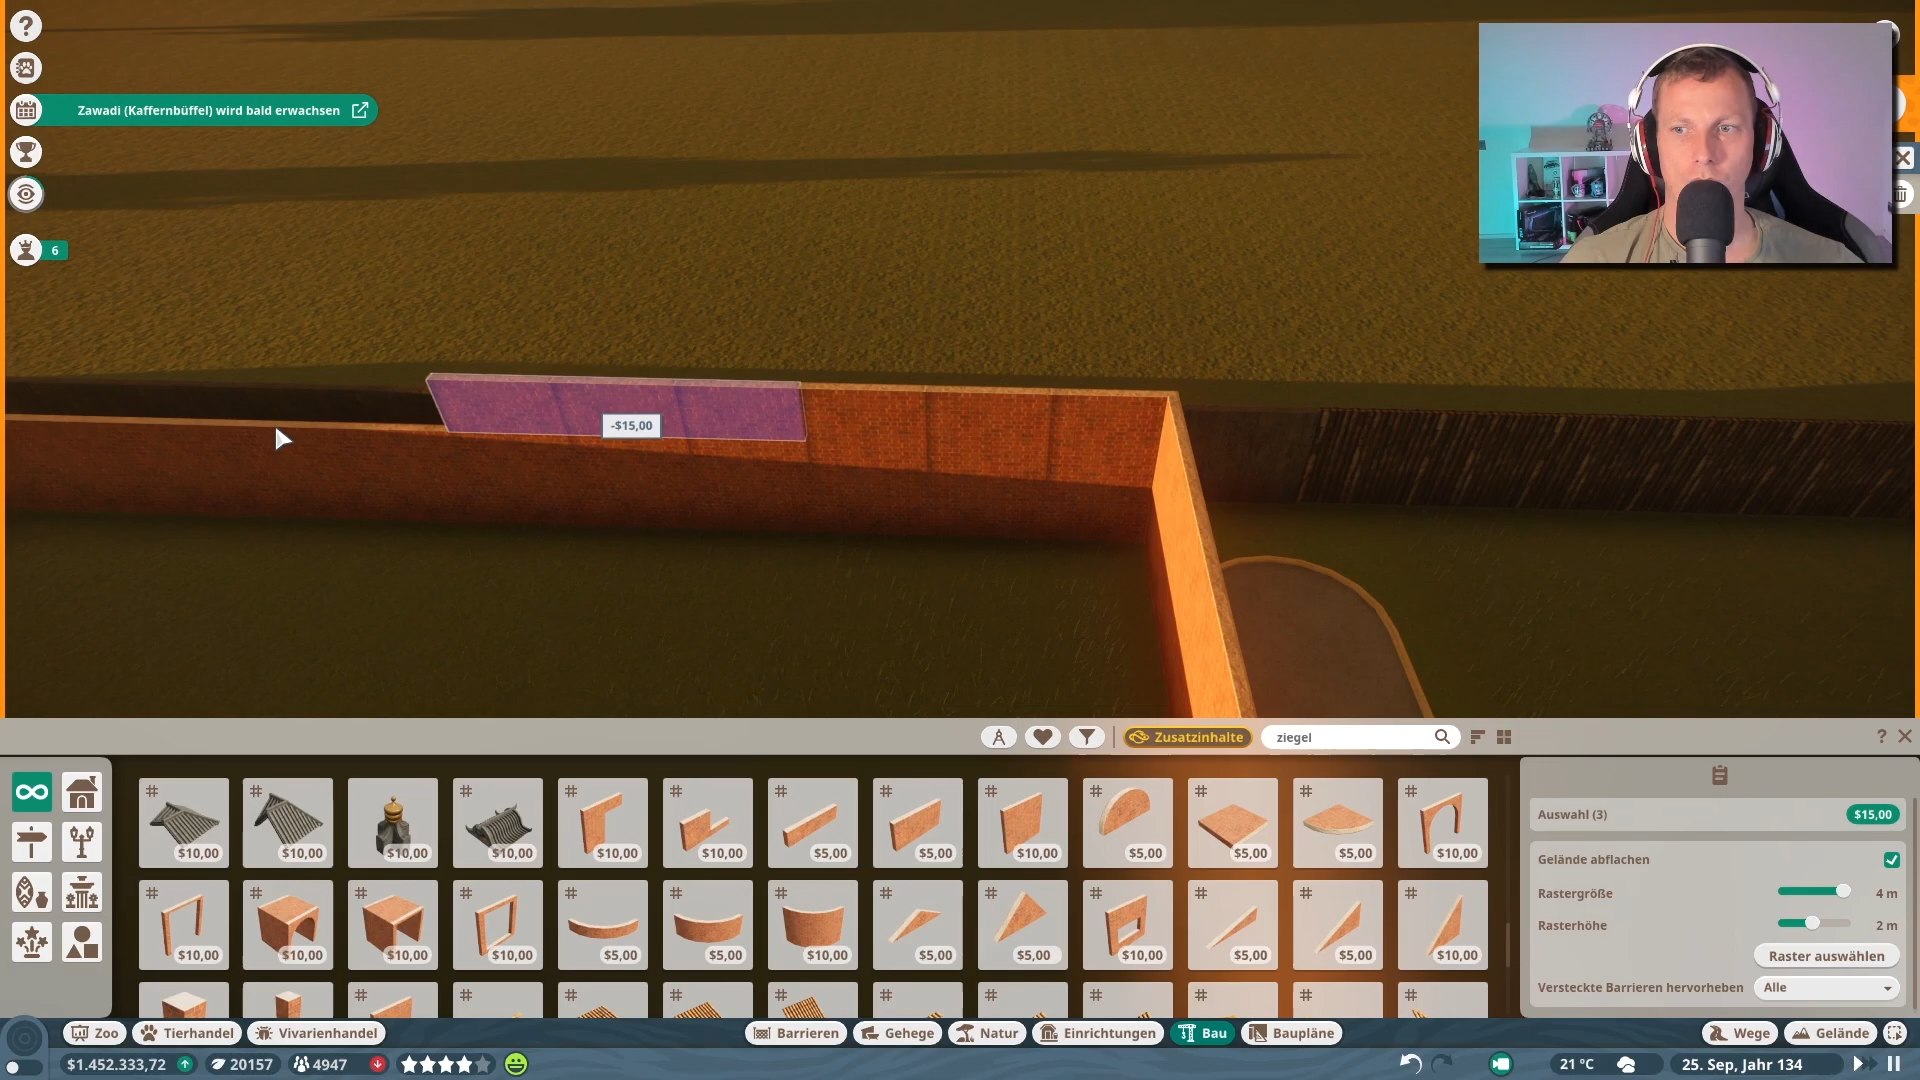 ?
Zawadi (Kaffernbüffel) wird bald erwachsen
6
-$15,00
Zusatzinhalte
ziegel
?
$10,00 $10,00 $10,00 $10,00 $10,00 $10,00 $5,00 $5,00 $10,00 $5,00 $5,00 $5,00 $10,00
$10,00 $10,00 $10,00 $10,00 $5,00 $5,00 $10,00 $5,00 $5,00 $10,00 $5,00 $5,00 $10,00
Auswahl (3) $15,00
Gelände abflachen
Rastergröße 4 m
Rasterhöhe 2 m
Raster auswählen
Versteckte Barrieren hervorheben Alle
Zoo Tierhandel Vivarienhandel Barrieren Gehege Natur Einrichtungen Bau Baupläne Wege Gelände
$1.452.333,72 20157 4947 21 °C 25. Sep, Jahr 134